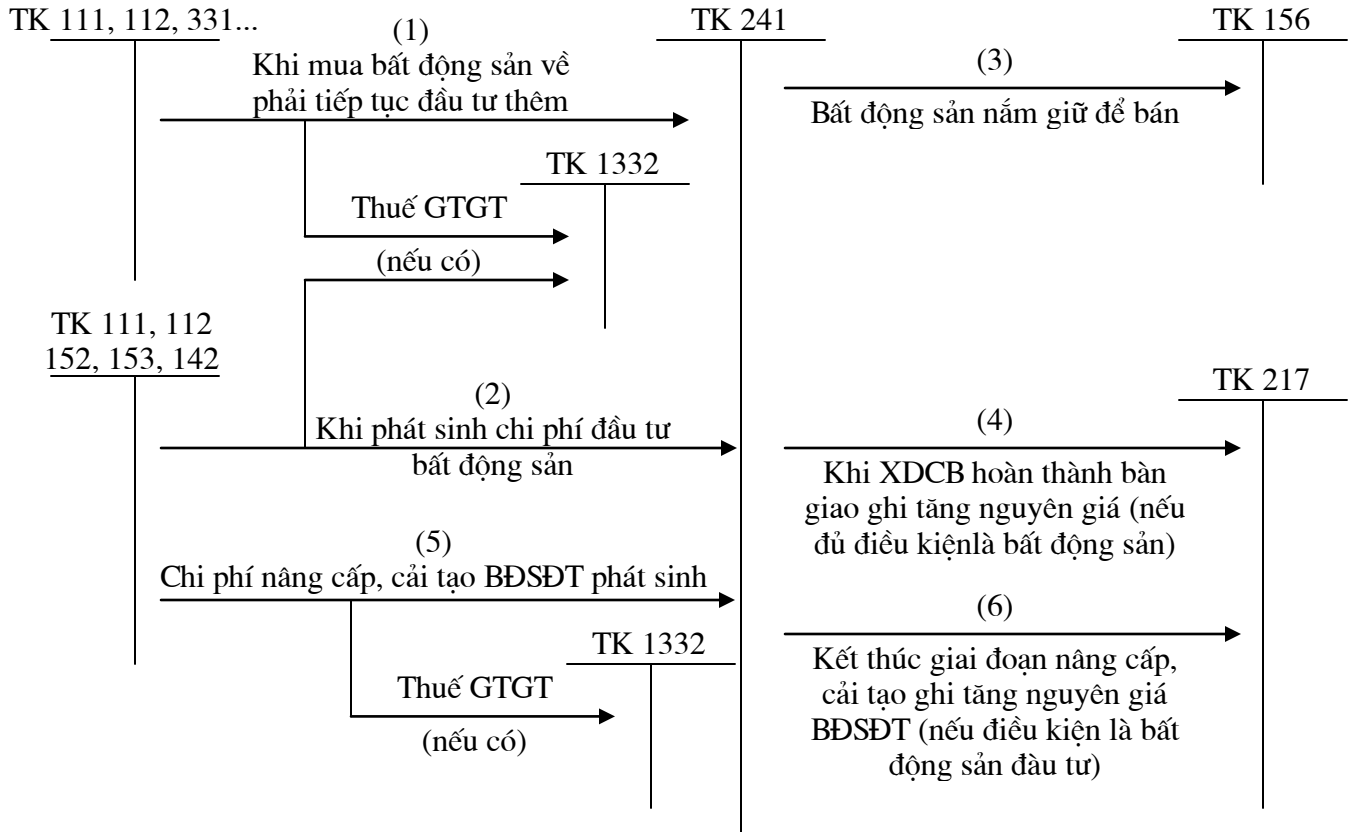 TK 111, 112, 331...
(1)
Khi mua bất động sản về
phải tiếp tục đầu tư thêm
TK 241
(3)
Bất động sản nắm giữ để bán
TK 156
TK 1332
Thuế GTGT
(nếu có)
TK 111, 112
152, 153, 142
(2)
Khi phát sinh chi phí đầu tư
bất động sản
(4)
Khi XDCB hoàn thành bàn
giao ghi tăng nguyên giá (nếu
đủ điều kiệnlà bất động sản)
TK 217
(5)
Chi phí nâng cấp, cải tạo BĐSĐT phát sinh
TK 1332
Thuế GTGT
(nếu có)
(6)
Kết thúc giai đoạn nâng cấp,
cải tạo ghi tăng nguyên giá
BĐSĐT (nếu điều kiện là bất
động sản đàu tư)